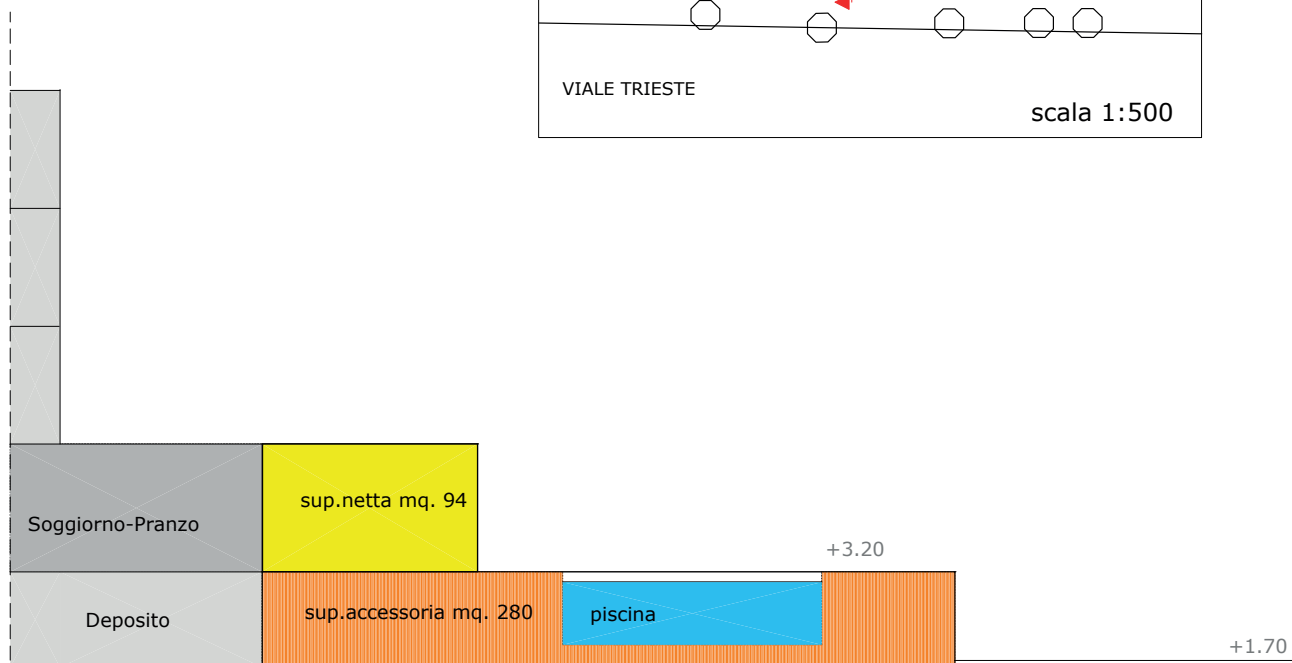 VIALE TRIESTE
scala 1:500
sup.netta mq. 94
Soggiorno-Pranzo
+3.20
sup.accessoria mq. 280
piscina
Deposito
+1.70